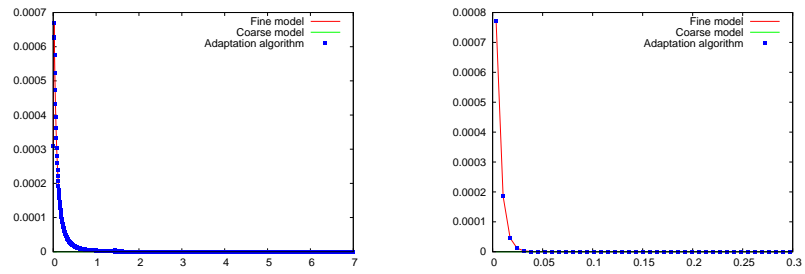 0.0007
0.0006
0.0005
0.0004
0.0003
0.0002
0.0001
0
0 1 2 3 4 5 6 7
Fine model
Coarse model
Adaptation algorithm
0.0008
0.0007
0.0006
0.0005
0.0004
0.0003
0.0002
0.0001
0
0 0.05 0.1 0.15 0.2 0.25 0.3
Fine model
Coarse model
Adaptation algorithm